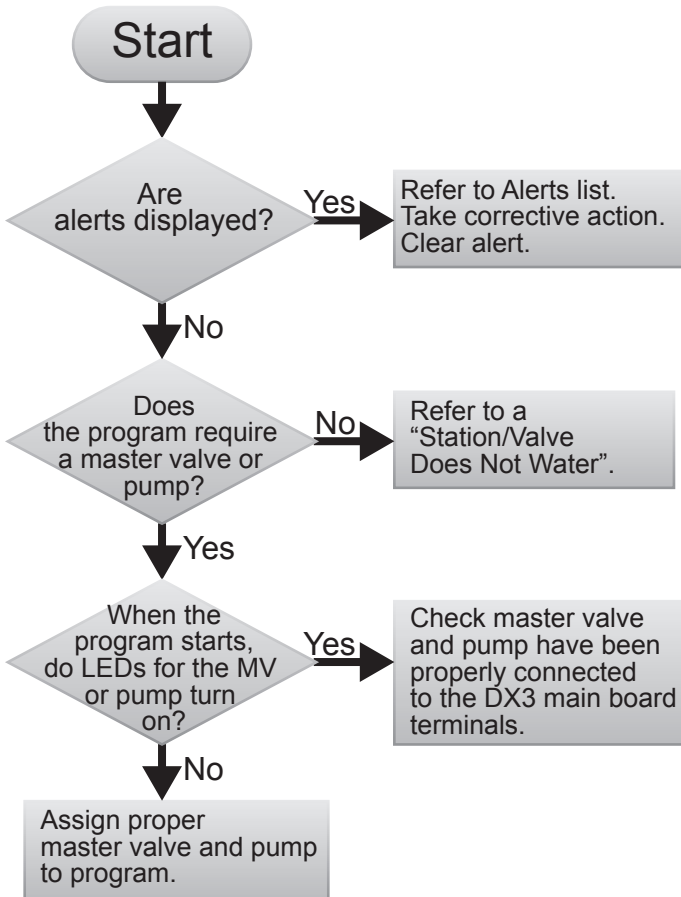 Start
Are
alerts displayed?
Yes
Refer to Alerts list.
Take corrective action.
Clear alert.
No
Does
the program require
a master valve or
pump?
No
Refer to a
“Station/Valve
Does Not Water”.
Yes
When the
program starts,
do LEDs for the MV
or pump turn
on?
Yes
Check master valve
and pump have been
properly connected
to the DX3 main board
terminals.
No
Assign proper
master valve and pump
to program.